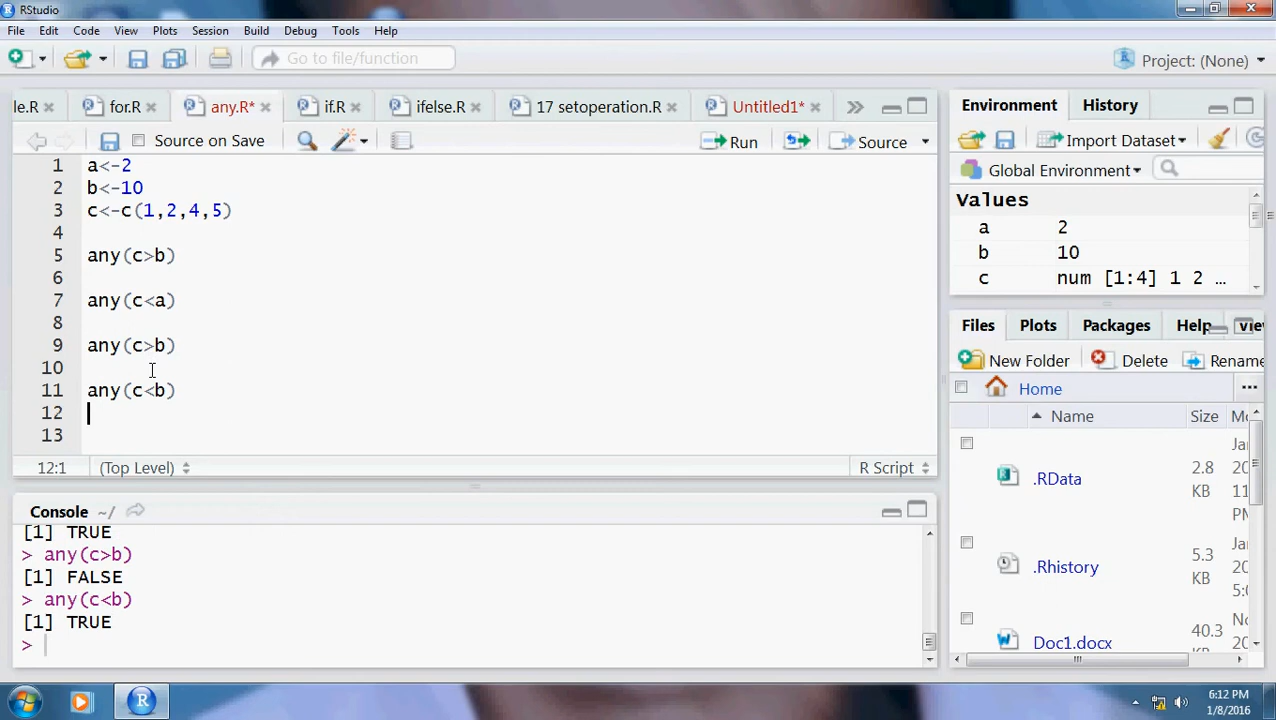 RStudio
File Edit Code View Plots Session Build Debug Tools Help
Go to file/function
Project: (None)
le.R for.R any.R* if.R ifelse.R 17 setoperation.R Untitled1*
Source on Save Run Source
1 a<-2
2 b<-10
3 c<-c(1,2,4,5)
4
5 any(c>b)
6
7 any(c<a)
8
9 any(c>b)
10
11 any(c<b)
12
13
12:1 (Top Level) R Script
Console ~/
[1] TRUE
> any(c>b)
[1] FALSE
> any(c<b)
[1] TRUE
>
Environment History
Import Dataset
Global Environment
Values
a 2
b 10
c num [1:4] 1 2 ...
Files Plots Packages Help
New Folder Delete Rename
Home
Name Size
.RData 2.8 KB
.Rhistory 5.3 KB
Doc1.docx 40.3 KB
6:12 PM
1/8/2016